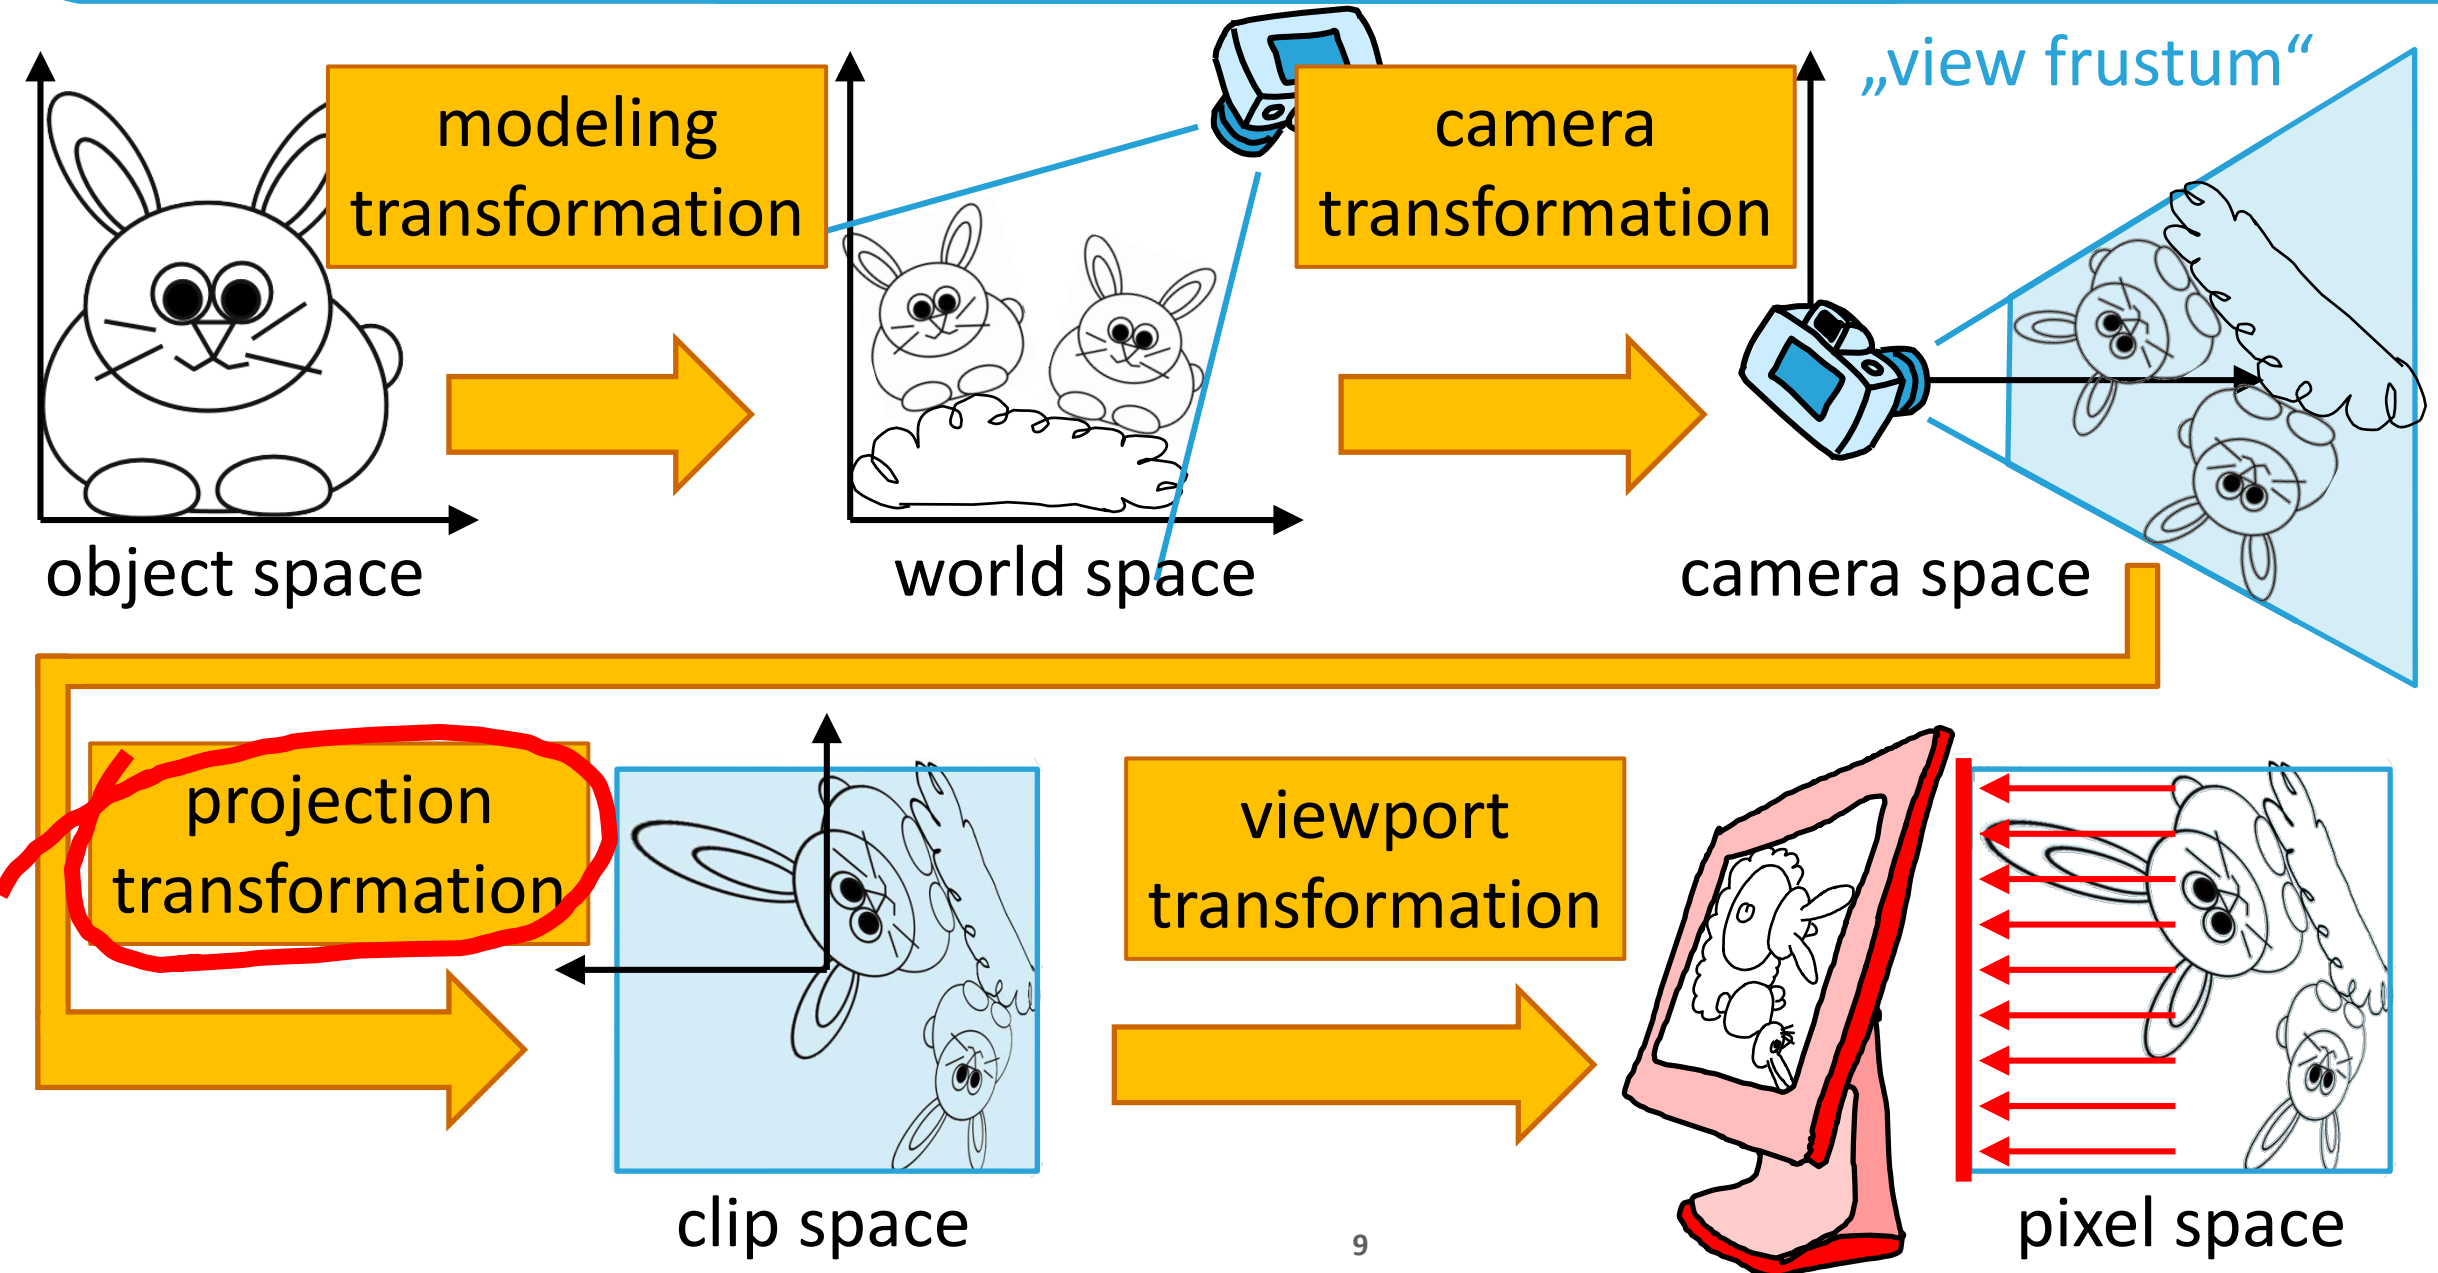 modeling
transformation
camera
transformation
„view frustum“
object space
world space
camera space
projection
transformation
viewport
transformation
clip space
9
pixel space